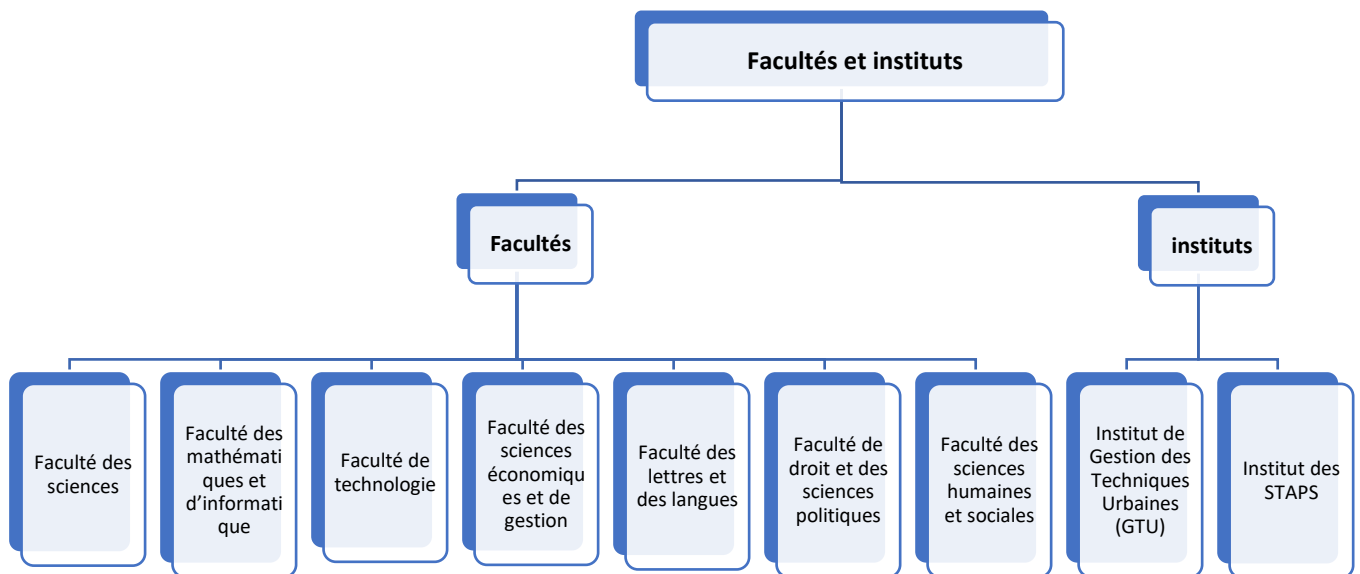 Facultés et instituts
Facultés
instituts
Faculté des
sciences
Faculté des
mathémati
ques et
d’informati
que
Faculté de
technologie
Faculté des
sciences
économiqu
es et de
gestion
Faculté des
lettres et
des langues
Faculté de
droit et des
sciences
politiques
Faculté des
sciences
humaines
et sociales
Institut de
Gestion des
Techniques
Urbaines
(GTU)
Institut des
STAPS